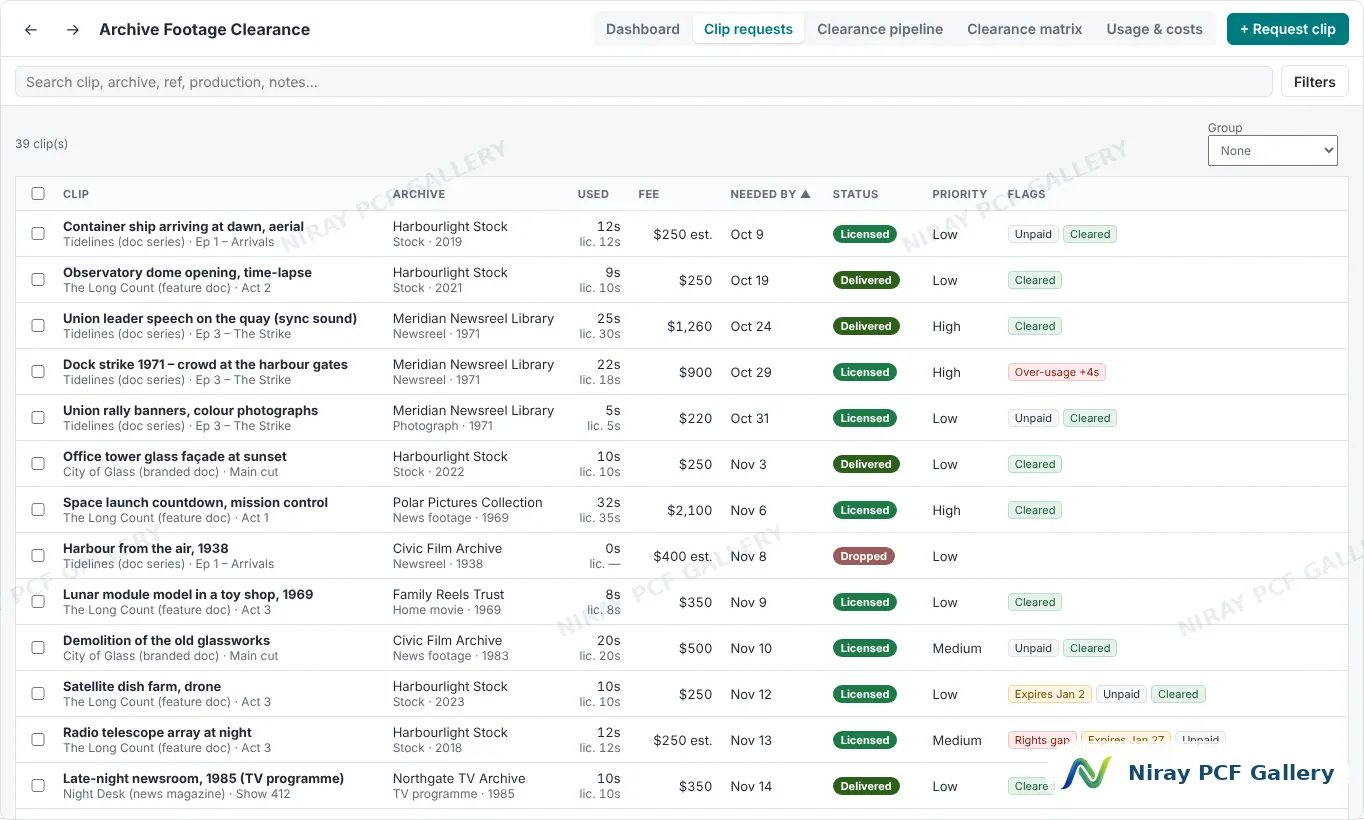 ← → Archive Footage Clearance Dashboard Clip requests Clearance pipeline Clearance matrix Usage & costs + Request clip
Search clip, archive, ref, production, notes... Filters
Group
39 clip(s) None
CLIP ARCHIVE USED FEE NEEDED BY ▲ STATUS PRIORITY FLAGS
Container ship arriving at dawn, aerial Harbourlight Stock 12s $250 est. Oct 9 Licensed Low Unpaid Cleared
Tidelines (doc series) · Ep 1 – Arrivals Stock · 2019 lic. 12s
Observatory dome opening, time-lapse Harbourlight Stock 9s $250 Oct 19 Delivered Low Cleared
The Long Count (feature doc) · Act 2 Stock · 2021 lic. 10s
Union leader speech on the quay (sync sound) Meridian Newsreel Library 25s $1,260 Oct 24 Delivered High Cleared
Tidelines (doc series) · Ep 3 – The Strike Newsreel · 1971 lic. 30s
Dock strike 1971 – crowd at the harbour gates Meridian Newsreel Library 22s $900 Oct 29 Licensed High Over-usage +4s
Tidelines (doc series) · Ep 3 – The Strike Newsreel · 1971 lic. 18s
Union rally banners, colour photographs Meridian Newsreel Library 5s $220 Oct 31 Licensed Low Unpaid Cleared
Tidelines (doc series) · Ep 3 – The Strike Photograph · 1971 lic. 5s
Office tower glass façade at sunset Harbourlight Stock 10s $250 Nov 3 Delivered Low Cleared
City of Glass (branded doc) · Main cut Stock · 2022 lic. 10s
Space launch countdown, mission control Polar Pictures Collection 32s $2,100 Nov 6 Licensed High Cleared
The Long Count (feature doc) · Act 1 News footage · 1969 lic. 35s
Harbour from the air, 1938 Civic Film Archive 0s $400 est. Nov 8 Dropped Low
Tidelines (doc series) · Ep 1 – Arrivals Newsreel · 1938 lic. —
Lunar module model in a toy shop, 1969 Family Reels Trust 8s $350 Nov 9 Licensed Low Cleared
The Long Count (feature doc) · Act 3 Home movie · 1969 lic. 8s
Demolition of the old glassworks Civic Film Archive 20s $500 Nov 10 Licensed Medium Unpaid Cleared
City of Glass (branded doc) · Main cut News footage · 1983 lic. 20s
Satellite dish farm, drone Harbourlight Stock 10s $250 Nov 12 Licensed Low Expires Jan 2 Unpaid Cleared
The Long Count (feature doc) · Act 3 Stock · 2023 lic. 10s
Radio telescope array at night Harbourlight Stock 12s $250 est. Nov 13 Licensed Medium Rights gap Expires Jan 27 Unpaid
The Long Count (feature doc) · Act 3 Stock · 2018 lic. 12s
Late-night newsroom, 1985 (TV programme) Northgate TV Archive 10s $350 Nov 14 Delivered Low Cleared
Night Desk (news magazine) · Show 412 TV programme · 1985 lic. 10s
Niray PCF Gallery
NIRAY PCF GALLERY
NIRAY PCF GALLERY
PCF GALLERY
NIRAY PCF GALLERY
NIRAY PCF GALLERY